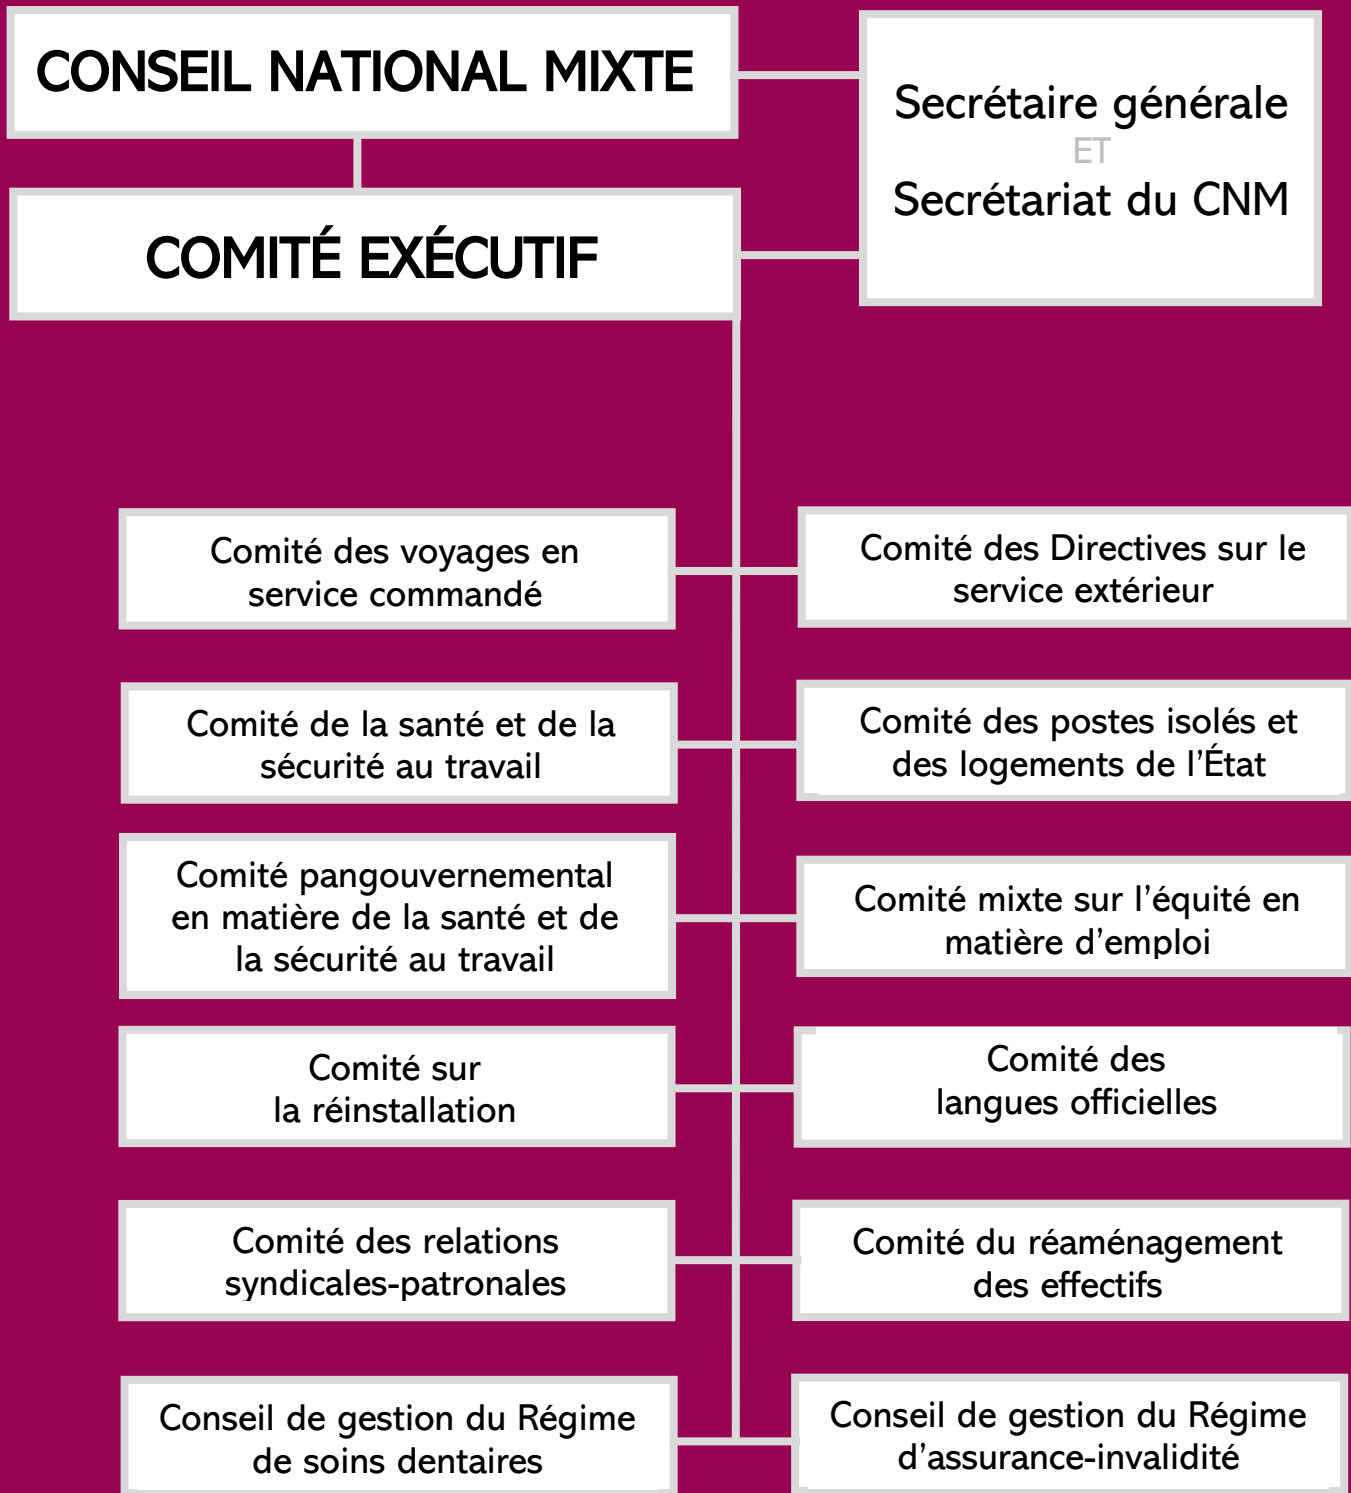 CONSEIL NATIONAL MIXTE
Secrétaire générale
ET
Secrétariat du CNM
COMITÉ EXÉCUTIF
Comité des voyages en
service commandé
Comité des Directives sur le
service extérieur
Comité de la santé et de la
sécurité au travail
Comité des postes isolés et
des logements de l’État
Comité pangouvernemental
en matière de la santé et de
la sécurité au travail
Comité mixte sur l’équité en
matière d’emploi
Comité sur
la réinstallation
Comité des
langues officielles
Comité des relations
syndicales-patronales
Comité du réaménagement
des effectifs
Conseil de gestion du Régime
de soins dentaires
Conseil de gestion du Régime
d’assurance-invalidité